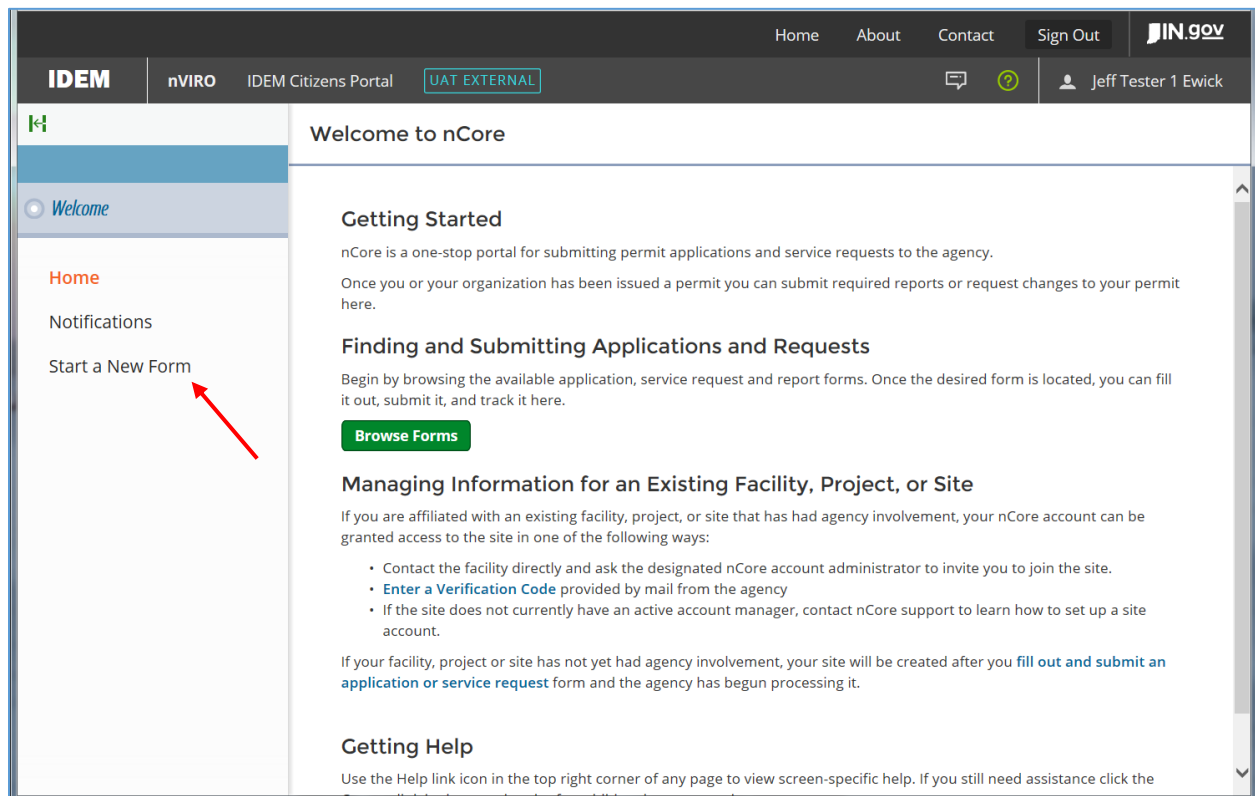 Home About Contact Sign Out IN.gov
IDEM nVIRO IDEM Citizens Portal UAT EXTERNAL ? Jeff Tester 1 Ewick
Welcome to nCore
Welcome
Home
Notifications
Start a New Form
Getting Started
nCore is a one-stop portal for submitting permit applications and service requests to the agency.
Once you or your organization has been issued a permit you can submit required reports or request changes to your permit
here.
Finding and Submitting Applications and Requests
Begin by browsing the available application, service request and report forms. Once the desired form is located, you can fill
it out, submit it, and track it here.
Browse Forms
Managing Information for an Existing Facility, Project, or Site
If you are affiliated with an existing facility, project, or site that has had agency involvement, your nCore account can be
granted access to the site in one of the following ways:
• Contact the facility directly and ask the designated nCore account administrator to invite you to join the site.
• Enter a Verification Code provided by mail from the agency
• If the site does not currently have an active account manager, contact nCore support to learn how to set up a site
account.
If your facility, project or site has not yet had agency involvement, your site will be created after you fill out and submit an
application or service request form and the agency has begun processing it.
Getting Help
Use the Help link icon in the top right corner of any page to view screen-specific help. If you still need assistance click the